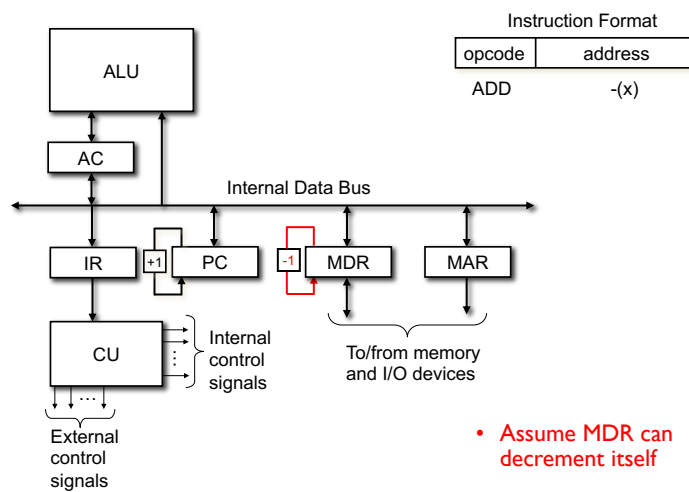 Instruction Format
opcode address
ADD -(x)
ALU
AC
Internal Data Bus
IR
+1
PC
-1
MDR
MAR
CU
Internal
control
signals
To/from memory
and I/O devices
External
control
signals
• Assume MDR can
decrement itself